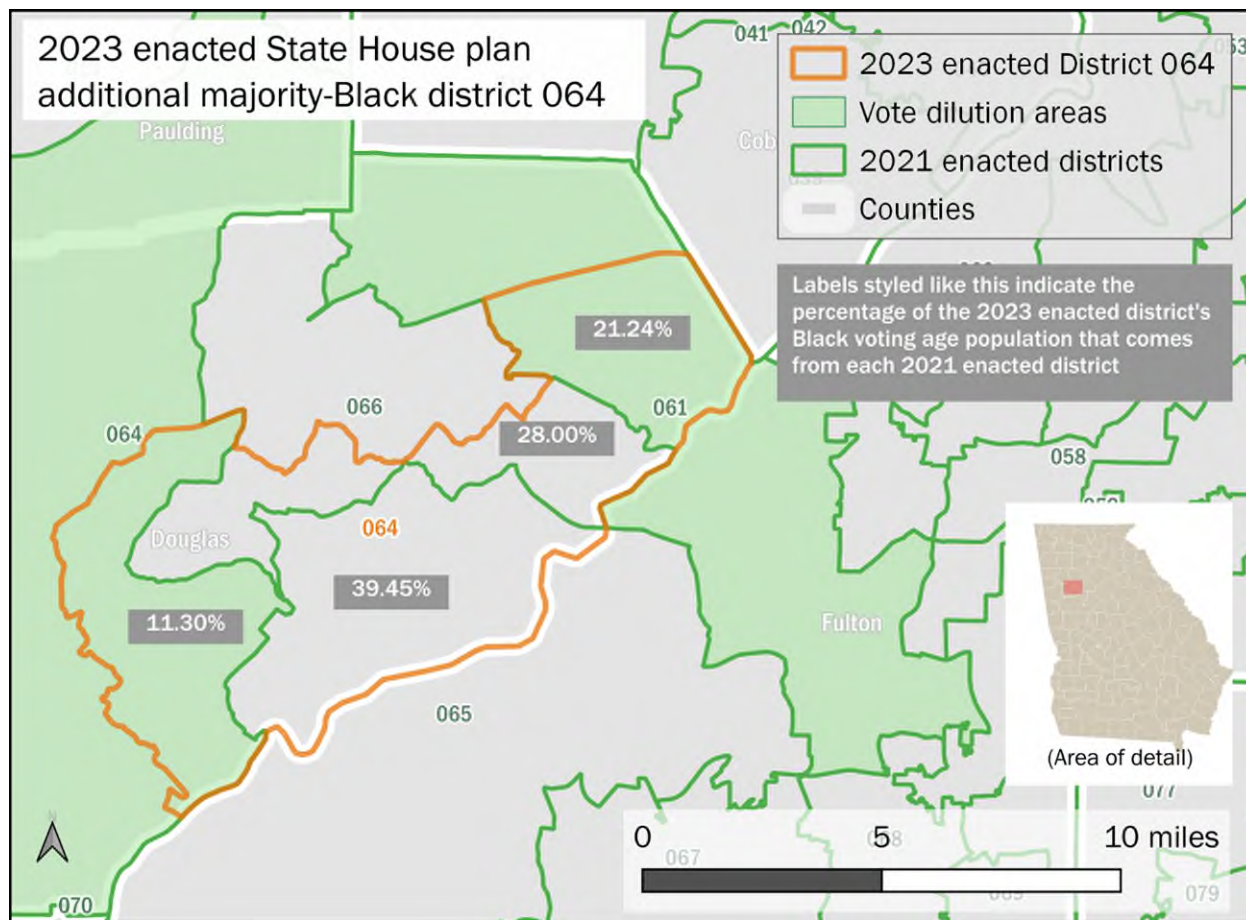 2023 enacted State House plan
additional majority-Black district 064
2023 enacted District 064
Vote dilution areas
2021 enacted districts
Counties
Labels styled like this indicate the
percentage of the 2023 enacted district's
Black voting age population that comes
from each 2021 enacted district
041
042
053
Paulding
039
21.24%
066
061
064
28.00%
058
064
Douglas
39.45%
11.30%
Fulton
065
(Area of detail)
077
0 5 10 miles
067
079
070
N